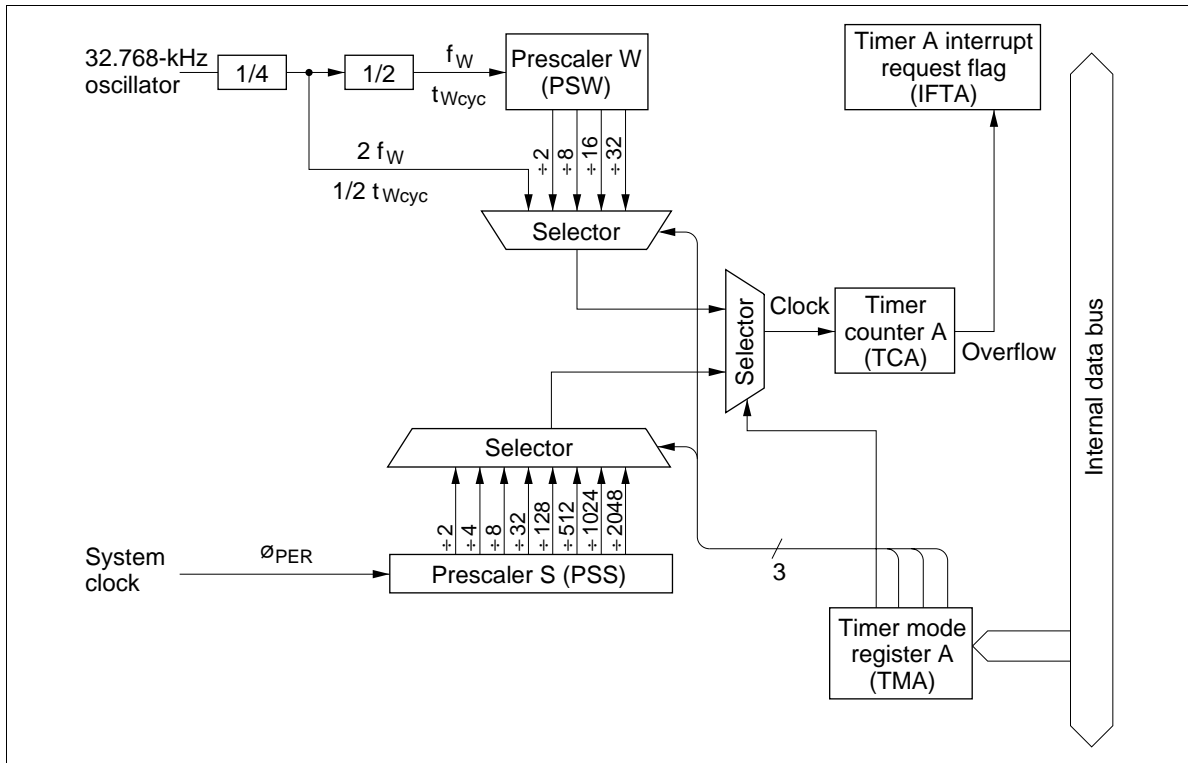 32.768-kHz
oscillator
1/4
1/2
fW
tWcyc
Prescaler W
(PSW)
Timer A interrupt
request flag
(IFTA)
2 fW
1/2 tWcyc
÷2
÷8
÷16
÷32
Selector
Selector
Clock
Timer
counter A
(TCA)
Overflow
Internal data bus
Selector
÷2
÷4
÷8
÷32
÷128
÷512
÷1024
÷2048
System
clock
øPER
Prescaler S (PSS)
3
Timer mode
register A
(TMA)